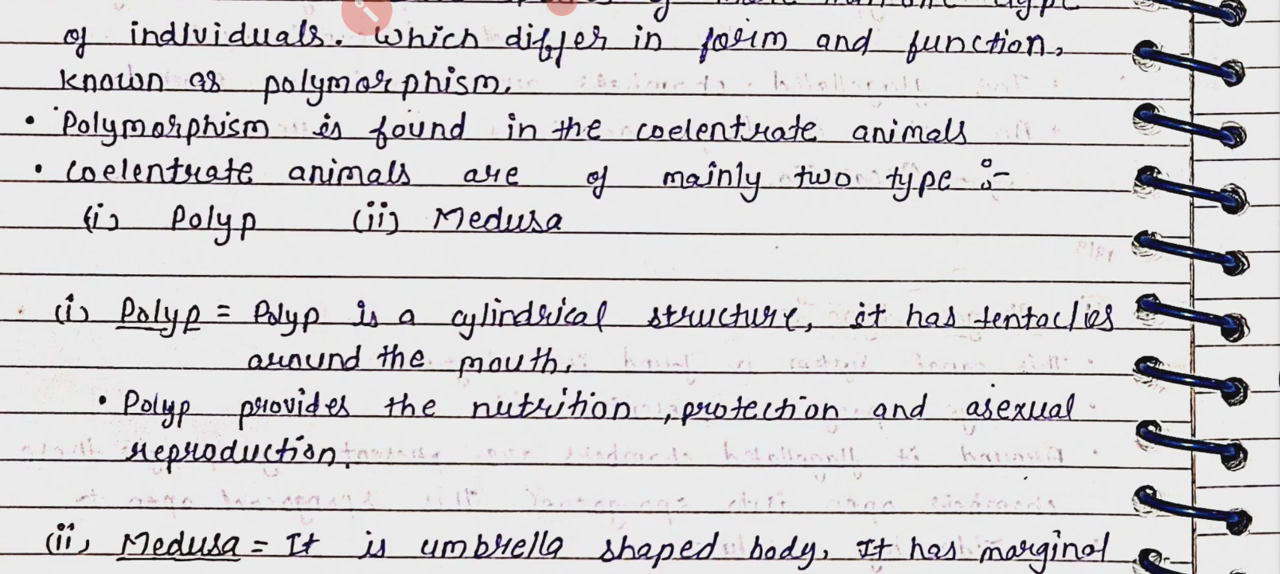 of individuals. Which differ in form and function,
known as polymorphism.
• Polymorphism is found in the coelentrate animals
• Coelentrate animals are of mainly two type :-
(i) Polyp (ii) Medusa
(i) Polyp = Polyp is a cylindrical structure, it has tentacles
around the mouth.
• Polyp provides the nutrition, protection and asexual
reproduction.
(ii) Medusa = It is umbrella shaped body, It has marginal